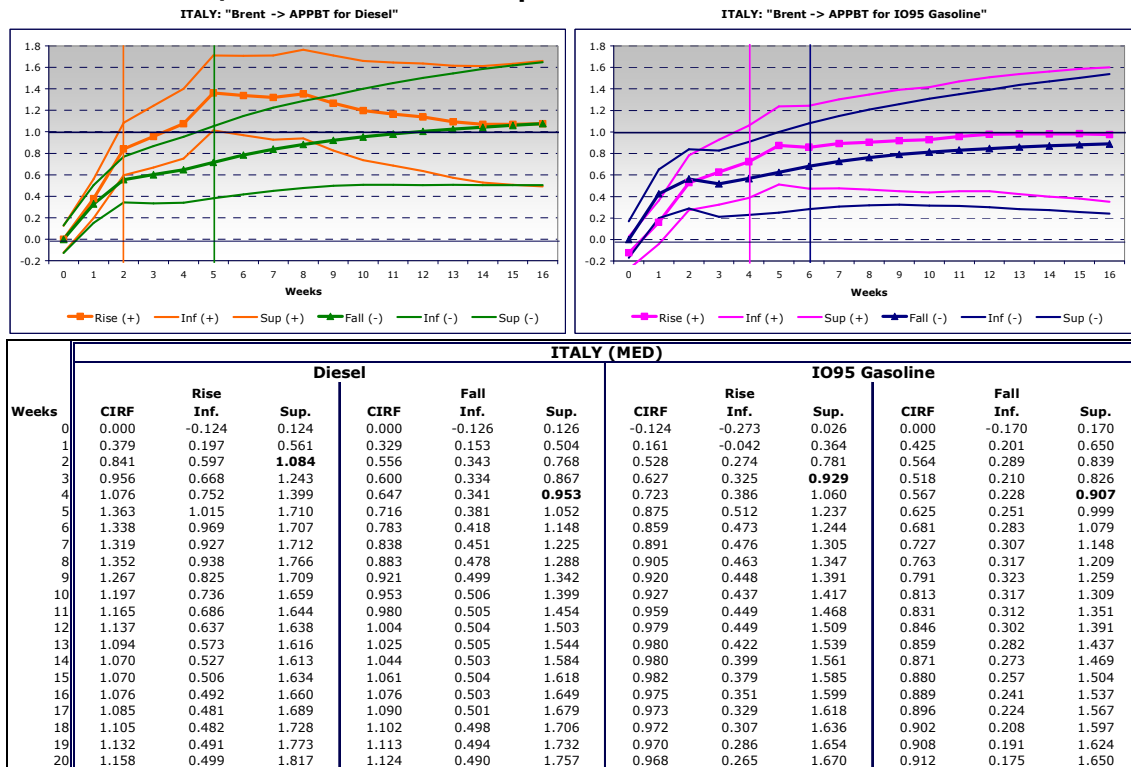 ITALY: "Brent -> APPBT for Diesel"
1.8
1.6
1.4
1.2
1.0
0.8
0.6
0.4
0.2
0.0
-0.2
0 1 2 3 4 5 6 7 8 9 10 11 12 13 14 15 16
Weeks
Rise (+) Inf (+) Sup (+) Fall (-) Inf (-) Sup (-)
ITALY: "Brent -> APPBT for IO95 Gasoline"
1.8
1.6
1.4
1.2
1.0
0.8
0.6
0.4
0.2
0.0
-0.2
0 1 2 3 4 5 6 7 8 9 10 11 12 13 14 15 16
Weeks
Rise (+) Inf (+) Sup (+) Fall (-) Inf (-) Sup (-)
ITALY (MED)
Diesel IO95 Gasoline
Rise Fall Rise Fall
Weeks CIRF Inf. Sup. CIRF Inf. Sup. CIRF Inf. Sup. CIRF Inf. Sup.
0 0.000 -0.124 0.124 0.000 -0.126 0.126 -0.124 -0.273 0.026 0.000 -0.170 0.170
1 0.379 0.197 0.561 0.329 0.153 0.504 0.161 -0.042 0.364 0.425 0.201 0.650
2 0.841 0.597 1.084 0.556 0.343 0.768 0.528 0.274 0.781 0.564 0.289 0.839
3 0.956 0.668 1.243 0.600 0.334 0.867 0.627 0.325 0.929 0.518 0.210 0.826
4 1.076 0.752 1.399 0.647 0.341 0.953 0.723 0.386 1.060 0.567 0.228 0.907
5 1.363 1.015 1.710 0.716 0.381 1.052 0.875 0.512 1.237 0.625 0.251 0.999
6 1.338 0.969 1.707 0.783 0.418 1.148 0.859 0.473 1.244 0.681 0.283 1.079
7 1.319 0.927 1.712 0.838 0.451 1.225 0.891 0.476 1.305 0.727 0.307 1.148
8 1.352 0.938 1.766 0.883 0.478 1.288 0.905 0.463 1.347 0.763 0.317 1.209
9 1.267 0.825 1.709 0.921 0.499 1.342 0.920 0.448 1.391 0.791 0.323 1.259
10 1.197 0.736 1.659 0.953 0.506 1.399 0.927 0.437 1.417 0.813 0.317 1.309
11 1.165 0.686 1.644 0.980 0.505 1.454 0.959 0.449 1.468 0.831 0.312 1.351
12 1.137 0.637 1.638 1.004 0.504 1.503 0.979 0.449 1.509 0.846 0.302 1.391
13 1.094 0.573 1.616 1.025 0.505 1.544 0.980 0.422 1.539 0.859 0.282 1.437
14 1.070 0.527 1.613 1.044 0.503 1.584 0.980 0.399 1.561 0.871 0.273 1.469
15 1.070 0.506 1.634 1.061 0.504 1.618 0.982 0.379 1.585 0.880 0.257 1.504
16 1.076 0.492 1.660 1.076 0.503 1.649 0.975 0.351 1.599 0.889 0.241 1.537
17 1.085 0.481 1.689 1.090 0.501 1.679 0.973 0.329 1.618 0.896 0.224 1.567
18 1.105 0.482 1.728 1.102 0.498 1.706 0.972 0.307 1.636 0.902 0.208 1.597
19 1.132 0.491 1.773 1.113 0.494 1.732 0.970 0.286 1.654 0.908 0.191 1.624
20 1.158 0.499 1.817 1.124 0.490 1.757 0.968 0.265 1.670 0.912 0.175 1.650